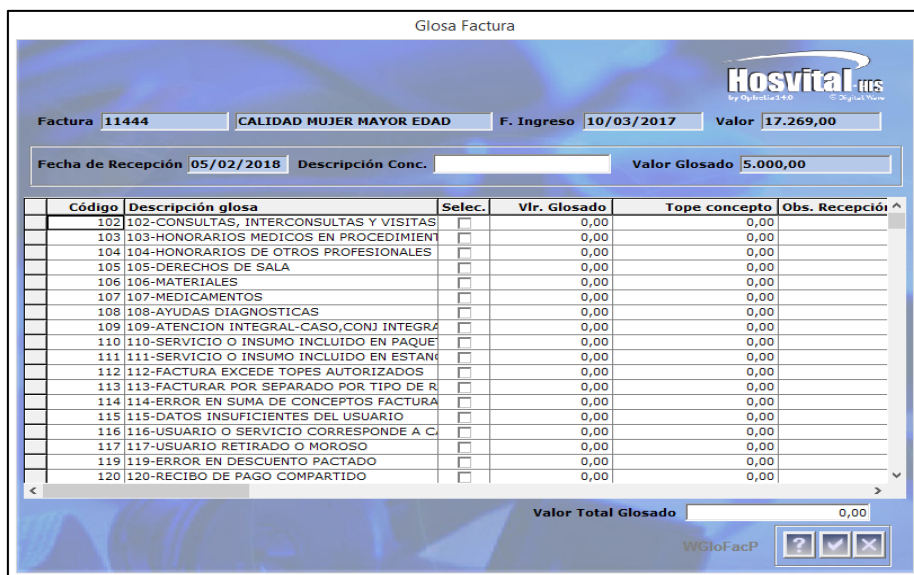 Glosa Factura
Hosvital-HIS
by Ophelia 14.0 © Digital Ware
Factura 11444 CALIDAD MUJER MAYOR EDAD F. Ingreso 10/03/2017 Valor 17.269,00
Fecha de Recepción 05/02/2018 Descripción Conc. Valor Glosado 5.000,00
Código Descripción glosa Selec. Vlr. Glosado Tope concepto Obs. Recepción
102 102-CONSULTAS, INTERCONSULTAS Y VISITAS 0,00 0,00
103 103-HONORARIOS MEDICOS EN PROCEDIMIENT 0,00 0,00
104 104-HONORARIOS DE OTROS PROFESIONALES 0,00 0,00
105 105-DERECHOS DE SALA 0,00 0,00
106 106-MATERIALES 0,00 0,00
107 107-MEDICAMENTOS 0,00 0,00
108 108-AYUDAS DIAGNOSTICAS 0,00 0,00
109 109-ATENCION INTEGRAL-CASO,CONJ INTEGRA 0,00 0,00
110 110-SERVICIO O INSUMO INCLUIDO EN PAQUET 0,00 0,00
111 111-SERVICIO O INSUMO INCLUIDO EN ESTANC 0,00 0,00
112 112-FACTURA EXCEDE TOPES AUTORIZADOS 0,00 0,00
113 113-FACTURAR POR SEPARADO POR TIPO DE R 0,00 0,00
114 114-ERROR EN SUMA DE CONCEPTOS FACTURA 0,00 0,00
115 115-DATOS INSUFICIENTES DEL USUARIO 0,00 0,00
116 116-USUARIO O SERVICIO CORRESPONDE A CA 0,00 0,00
117 117-USUARIO RETIRADO O MOROSO 0,00 0,00
119 119-ERROR EN DESCUENTO PACTADO 0,00 0,00
120 120-RECIBO DE PAGO COMPARTIDO 0,00 0,00
Valor Total Glosado 0,00
WGloFacP ?